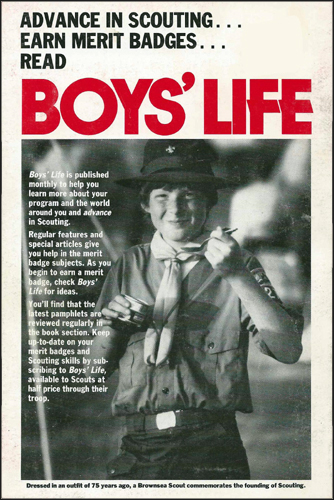 ADVANCE IN SCOUTING...
EARN MERIT BADGES...
READ
BOYS' LIFE
Boys' Life is published
monthly to help you
learn more about your
program and the world
around you and advance
in Scouting.
Regular features and
special articles give
you help in the merit
badge subjects. As you
begin to earn a merit
badge, check Boys'
Life for ideas.
You'll find that the
latest pamphlets are
reviewed regularly in
the book section. Keep
up-to-date on your
merit badges and
Scouting skills by sub-
scribing to Boys' Life,
available to Scouts at
half price through their
troop.
Dressed in an outfit of 75 years ago, a Brownsea Scout commemorates the founding of Scouting.